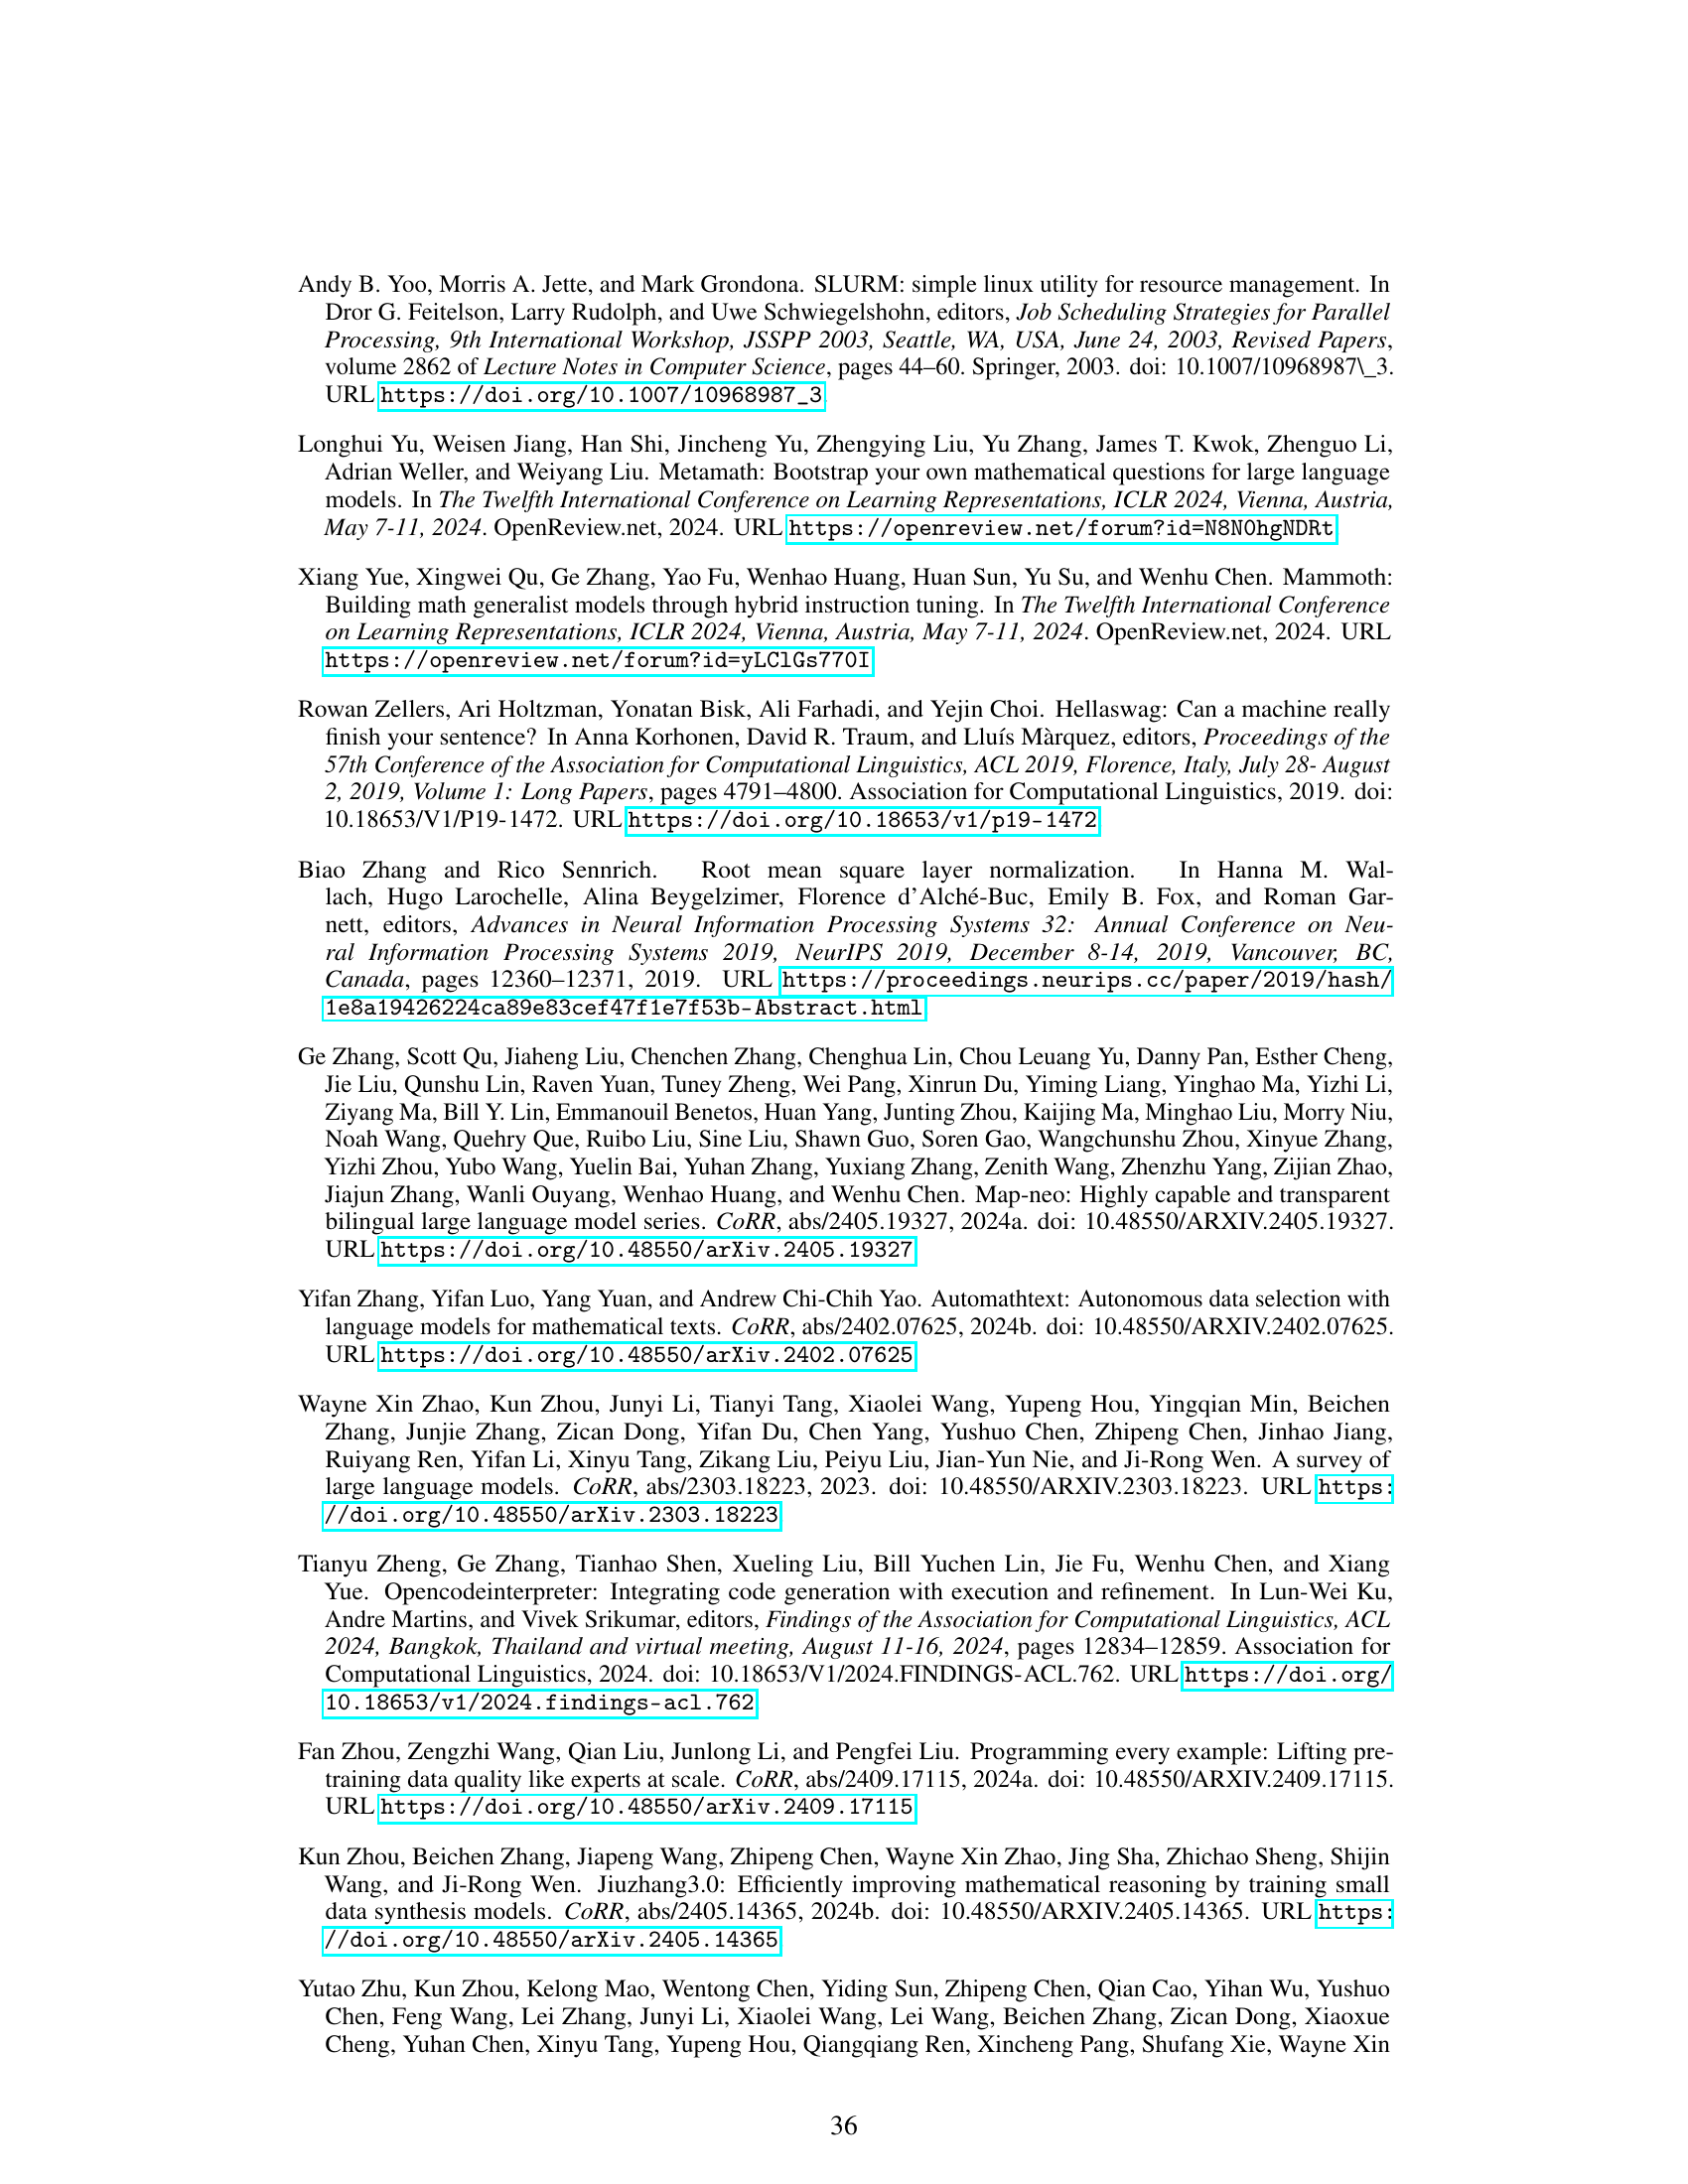 Andy B. Yoo, Morris A. Jette, and Mark Grondona. SLURM: simple linux utility for resource management. In
Dror G. Feitelson, Larry Rudolph, and Uwe Schwiegelshohn, editors, Job Scheduling Strategies for Parallel
Processing, 9th International Workshop, JSSPP 2003, Seattle, WA, USA, June 24, 2003, Revised Papers,
volume 2862 of Lecture Notes in Computer Science, pages 44–60. Springer, 2003. doi: 10.1007/10968987\_3.
URL https://doi.org/10.1007/10968987_3
Longhui Yu, Weisen Jiang, Han Shi, Jincheng Yu, Zhengying Liu, Yu Zhang, James T. Kwok, Zhenguo Li,
Adrian Weller, and Weiyang Liu. Metamath: Bootstrap your own mathematical questions for large language
models. In The Twelfth International Conference on Learning Representations, ICLR 2024, Vienna, Austria,
May 7-11, 2024. OpenReview.net, 2024. URL https://openreview.net/forum?id=N8N0hgNDRt
Xiang Yue, Xingwei Qu, Ge Zhang, Yao Fu, Wenhao Huang, Huan Sun, Yu Su, and Wenhu Chen. Mammoth:
Building math generalist models through hybrid instruction tuning. In The Twelfth International Conference
on Learning Representations, ICLR 2024, Vienna, Austria, May 7-11, 2024. OpenReview.net, 2024. URL
https://openreview.net/forum?id=yLClGs770I
Rowan Zellers, Ari Holtzman, Yonatan Bisk, Ali Farhadi, and Yejin Choi. Hellaswag: Can a machine really
finish your sentence? In Anna Korhonen, David R. Traum, and Lluís Màrquez, editors, Proceedings of the
57th Conference of the Association for Computational Linguistics, ACL 2019, Florence, Italy, July 28- August
2, 2019, Volume 1: Long Papers, pages 4791–4800. Association for Computational Linguistics, 2019. doi:
10.18653/V1/P19-1472. URL https://doi.org/10.18653/v1/p19-1472
Biao Zhang and Rico Sennrich. Root mean square layer normalization. In Hanna M. Wal-
lach, Hugo Larochelle, Alina Beygelzimer, Florence d'Alché-Buc, Emily B. Fox, and Roman Gar-
nett, editors, Advances in Neural Information Processing Systems 32: Annual Conference on Neu-
ral Information Processing Systems 2019, NeurIPS 2019, December 8-14, 2019, Vancouver, BC,
Canada, pages 12360–12371, 2019. URL https://proceedings.neurips.cc/paper/2019/hash/
1e8a19426224ca89e83cef47f1e7f53b-Abstract.html
Ge Zhang, Scott Qu, Jiaheng Liu, Chenchen Zhang, Chenghua Lin, Chou Leuang Yu, Danny Pan, Esther Cheng,
Jie Liu, Qunshu Lin, Raven Yuan, Tuney Zheng, Wei Pang, Xinrun Du, Yiming Liang, Yinghao Ma, Yizhi Li,
Ziyang Ma, Bill Y. Lin, Emmanouil Benetos, Huan Yang, Junting Zhou, Kaijing Ma, Minghao Liu, Morry Niu,
Noah Wang, Quehry Que, Ruibo Liu, Sine Liu, Shawn Guo, Soren Gao, Wangchunshu Zhou, Xinyue Zhang,
Yizhi Zhou, Yubo Wang, Yuelin Bai, Yuhan Zhang, Yuxiang Zhang, Zenith Wang, Zhenzhu Yang, Zijian Zhao,
Jiajun Zhang, Wanli Ouyang, Wenhao Huang, and Wenhu Chen. Map-neo: Highly capable and transparent
bilingual large language model series. CoRR, abs/2405.19327, 2024a. doi: 10.48550/ARXIV.2405.19327.
URL https://doi.org/10.48550/arXiv.2405.19327
Yifan Zhang, Yifan Luo, Yang Yuan, and Andrew Chi-Chih Yao. Automathtext: Autonomous data selection with
language models for mathematical texts. CoRR, abs/2402.07625, 2024b. doi: 10.48550/ARXIV.2402.07625.
URL https://doi.org/10.48550/arXiv.2402.07625
Wayne Xin Zhao, Kun Zhou, Junyi Li, Tianyi Tang, Xiaolei Wang, Yupeng Hou, Yingqian Min, Beichen
Zhang, Junjie Zhang, Zican Dong, Yifan Du, Chen Yang, Yushuo Chen, Zhipeng Chen, Jinhao Jiang,
Ruiyang Ren, Yifan Li, Xinyu Tang, Zikang Liu, Peiyu Liu, Jian-Yun Nie, and Ji-Rong Wen. A survey of
large language models. CoRR, abs/2303.18223, 2023. doi: 10.48550/ARXIV.2303.18223. URL https:
//doi.org/10.48550/arXiv.2303.18223
Tianyu Zheng, Ge Zhang, Tianhao Shen, Xueling Liu, Bill Yuchen Lin, Jie Fu, Wenhu Chen, and Xiang
Yue. Opencodeinterpreter: Integrating code generation with execution and refinement. In Lun-Wei Ku,
Andre Martins, and Vivek Srikumar, editors, Findings of the Association for Computational Linguistics, ACL
2024, Bangkok, Thailand and virtual meeting, August 11-16, 2024, pages 12834–12859. Association for
Computational Linguistics, 2024. doi: 10.18653/V1/2024.FINDINGS-ACL.762. URL https://doi.org/
10.18653/v1/2024.findings-acl.762
Fan Zhou, Zengzhi Wang, Qian Liu, Junlong Li, and Pengfei Liu. Programming every example: Lifting pre-
training data quality like experts at scale. CoRR, abs/2409.17115, 2024a. doi: 10.48550/ARXIV.2409.17115.
URL https://doi.org/10.48550/arXiv.2409.17115
Kun Zhou, Beichen Zhang, Jiapeng Wang, Zhipeng Chen, Wayne Xin Zhao, Jing Sha, Zhichao Sheng, Shijin
Wang, and Ji-Rong Wen. Jiuzhang3.0: Efficiently improving mathematical reasoning by training small
data synthesis models. CoRR, abs/2405.14365, 2024b. doi: 10.48550/ARXIV.2405.14365. URL https:
//doi.org/10.48550/arXiv.2405.14365
Yutao Zhu, Kun Zhou, Kelong Mao, Wentong Chen, Yiding Sun, Zhipeng Chen, Qian Cao, Yihan Wu, Yushuo
Chen, Feng Wang, Lei Zhang, Junyi Li, Xiaolei Wang, Lei Wang, Beichen Zhang, Zican Dong, Xiaoxue
Cheng, Yuhan Chen, Xinyu Tang, Yupeng Hou, Qiangqiang Ren, Xincheng Pang, Shufang Xie, Wayne Xin
36